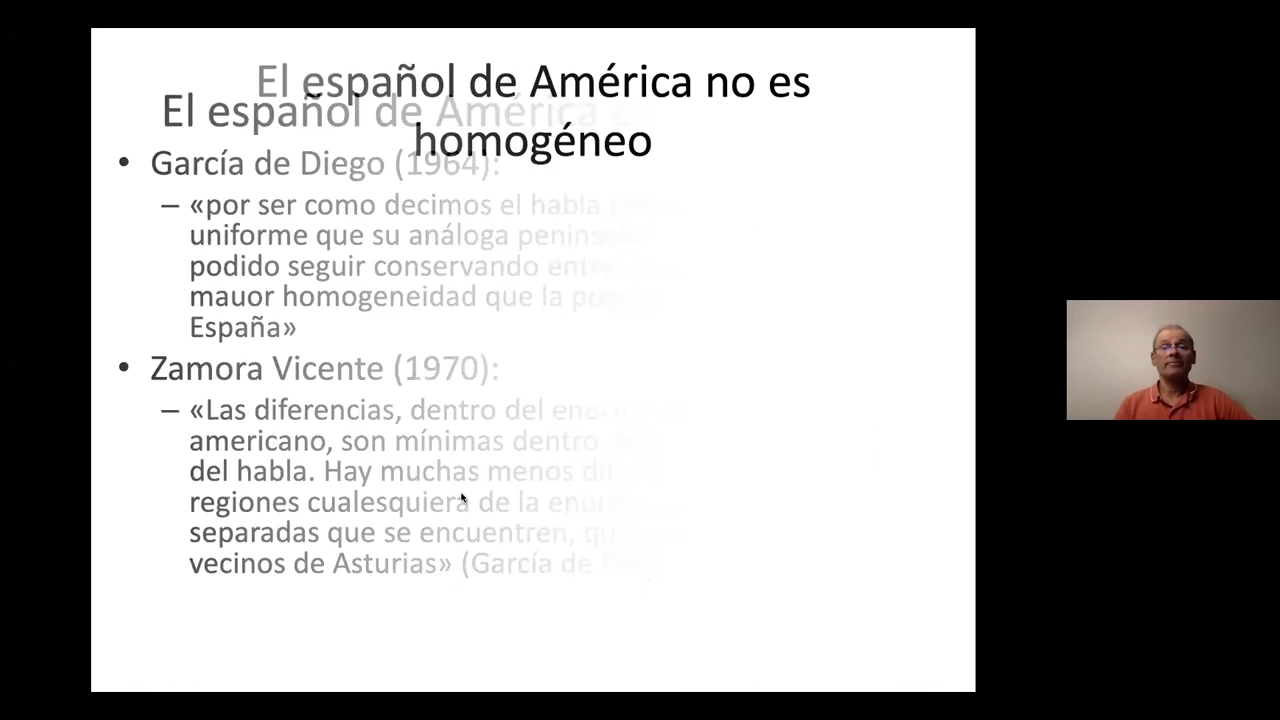 El español de América no es
homogéneo
El español de América es
• García de Diego (1964):
– «por ser como decimos el habla
uniforme que su análoga
podido seguir conservando
mauor homogeneidad que la
España»
• Zamora Vicente (1970):
– «Las diferencias, dentro del
americano, son mínimas dentro
del habla. Hay muchas menos
regiones cualesquiera de la
separadas que se encuentren,
vecinos de Asturias» (García de